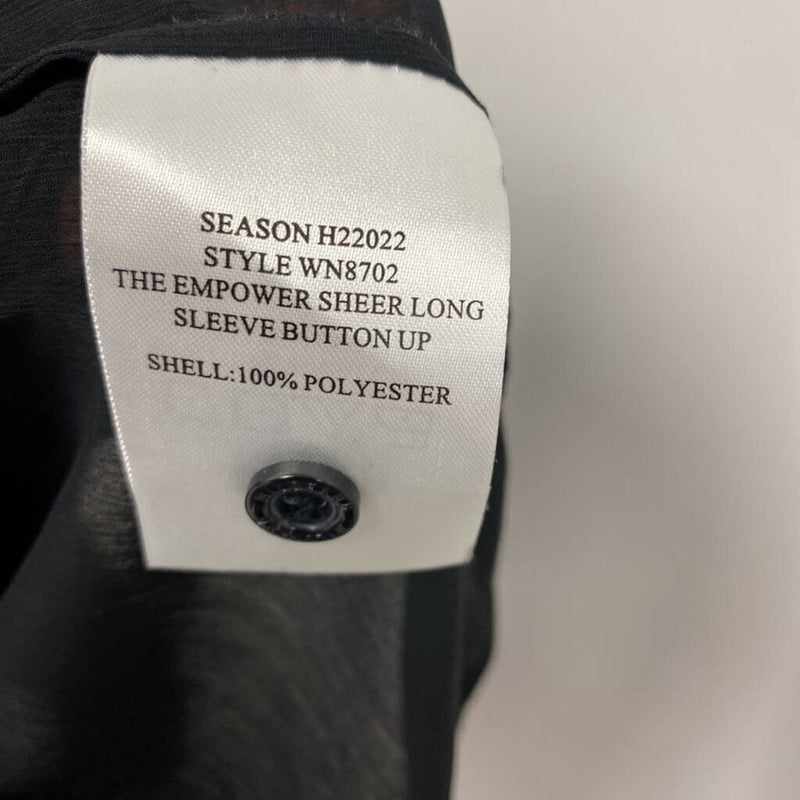 SEASON H22022
STYLE WN8702
THE EMPOWER SHEER LONG
SLEEVE BUTTON UP
SHELL:100% POLYESTER